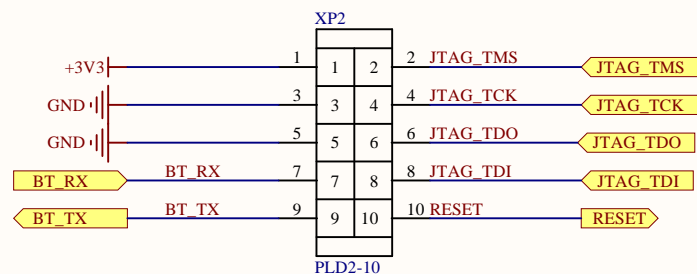 XP2
+3V3 1 1 2 2 JTAG_TMS JTAG_TMS
GND 3 3 4 4 JTAG_TCK JTAG_TCK
GND 5 5 6 6 JTAG_TDO JTAG_TDO
BT_RX BT_RX 7 7 8 8 JTAG_TDI JTAG_TDI
BT_TX BT_TX 9 9 10 10 RESET RESET
PLD2-10